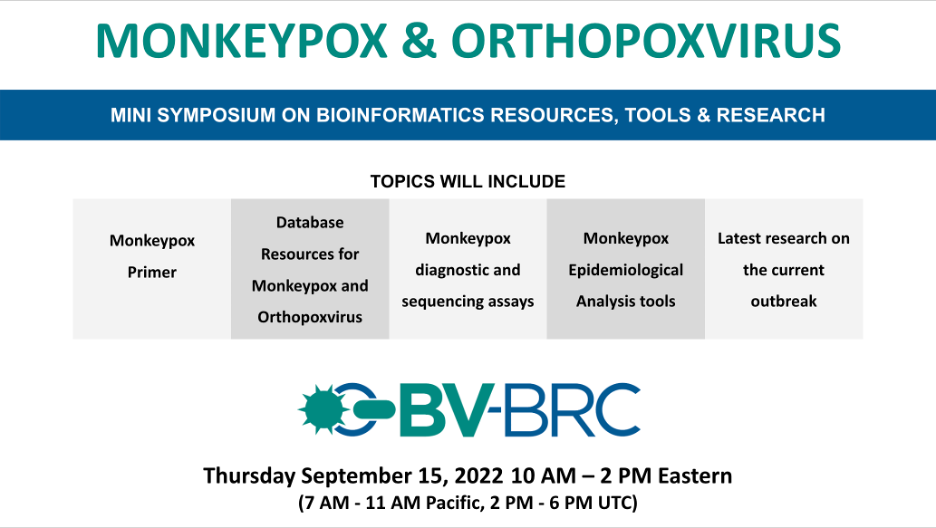 MONKEYPOX & ORTHOPOXVIRUS
MINI SYMPOSIUM ON BIOINFORMATICS RESOURCES, TOOLS & RESEARCH
TOPICS WILL INCLUDE
Monkeypox
Primer
Database
Resources for
Monkeypox and
Orthopoxvirus
Monkeypox
diagnostic and
sequencing assays
Monkeypox
Epidemiological
Analysis tools
Latest research on
the current
outbreak
BV-BRC
Thursday September 15, 2022 10 AM – 2 PM Eastern
(7 AM - 11 AM Pacific, 2 PM - 6 PM UTC)